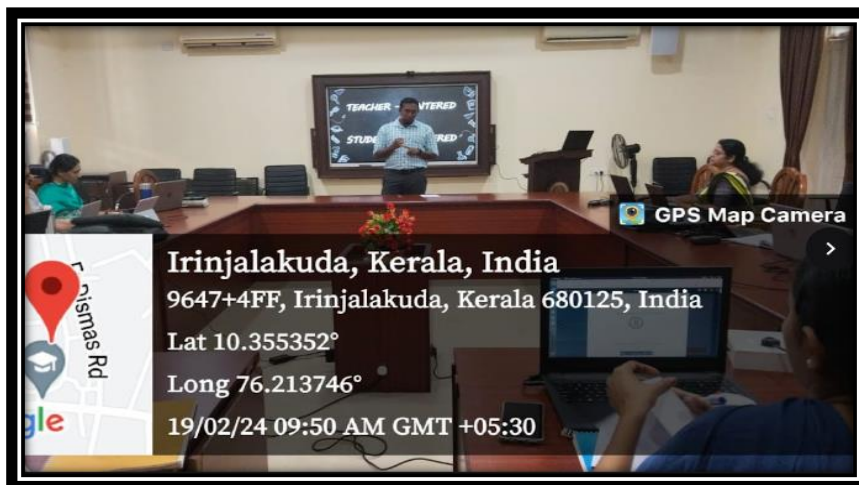 TEACHER -
STUDE
GPS Map Camera
Irinjalakuda, Kerala, India
9647+4FF, Irinjalakuda, Kerala 680125, India
Lat 10.355352°
Long 76.213746°
19/02/24 09:50 AM GMT +05:30
Dismas Rd
gle